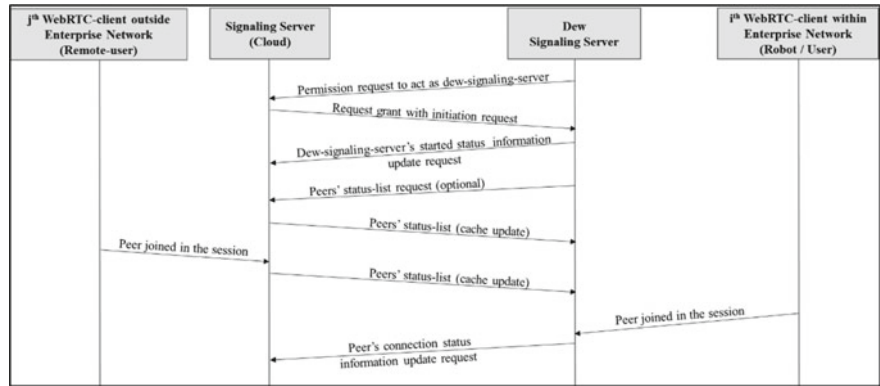 jth WebRTC-client outside
Enterprise Network
(Remote-user)
Signaling Server
(Cloud)
Dew
Signaling Server
ith WebRTC-client within
Enterprise Network
(Robot / User)
Permission request to act as dew-signaling-server
Request grant with initiation request
Dew-signaling-server's started status information
update request
Peers' status-list request (optional)
Peers' status-list (cache update)
Peer joined in the session
Peers' status-list (cache update)
Peer joined in the session
Peer's connection status
information update request